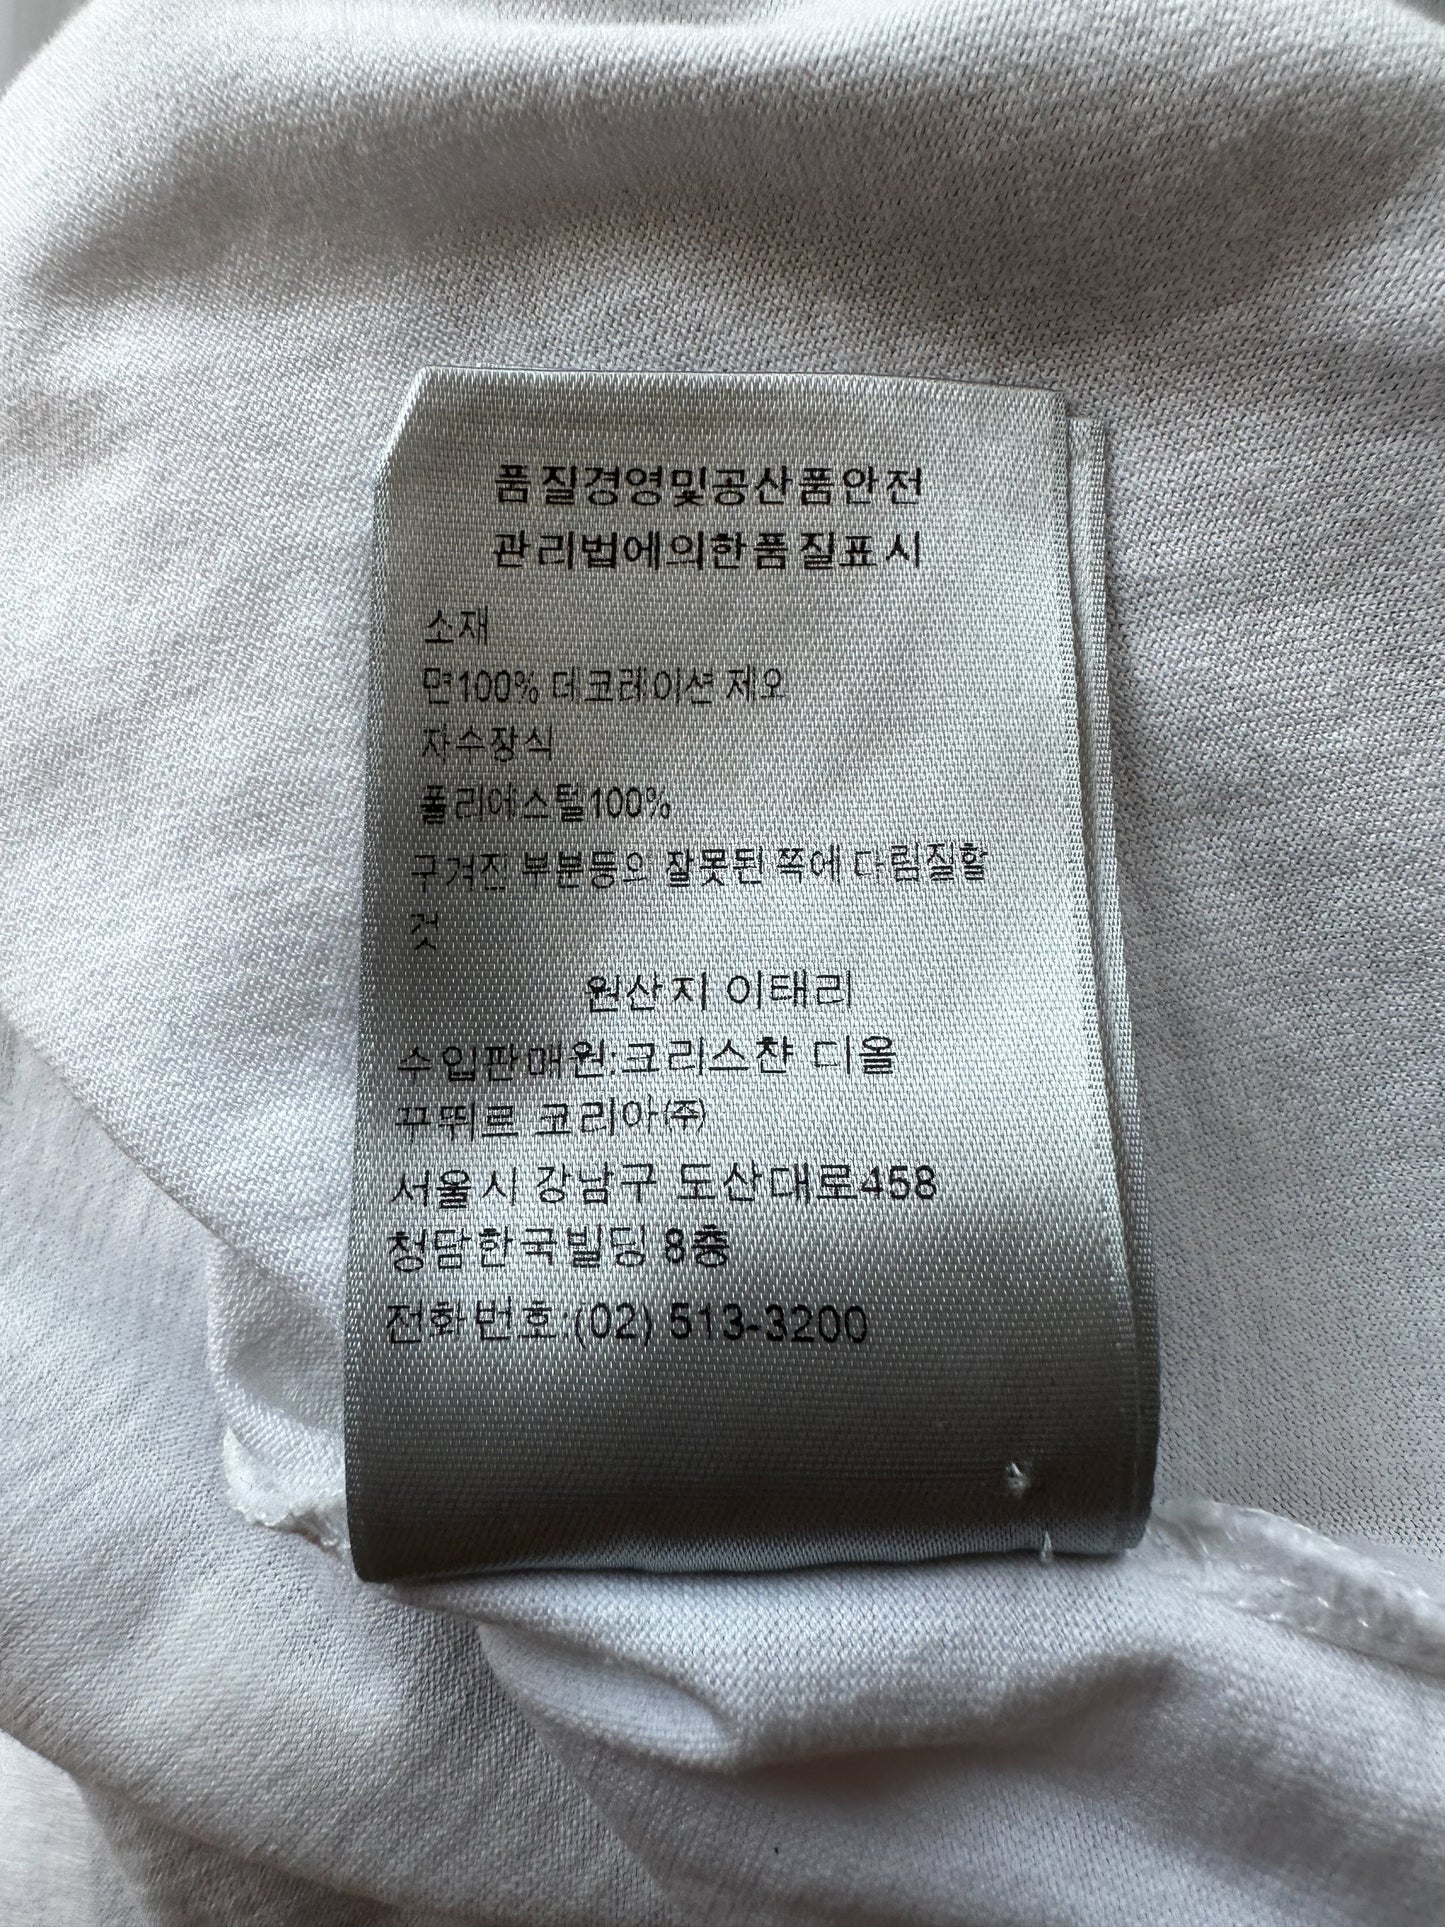 품질경영및공산품안전
관리법에의한품질표시
소재
면100% 데코레이션 제오
자수장식
폴리에스털100%
구겨진 부분등의 잘못된 쪽에 다림질할
것
원산지 이태리
수입판매원:크리스챤 디올
꾸뛰르 코리아㈜
서울시 강남구 도산대로458
청담한국빌딩 8층
전화번호:(02) 513-3200